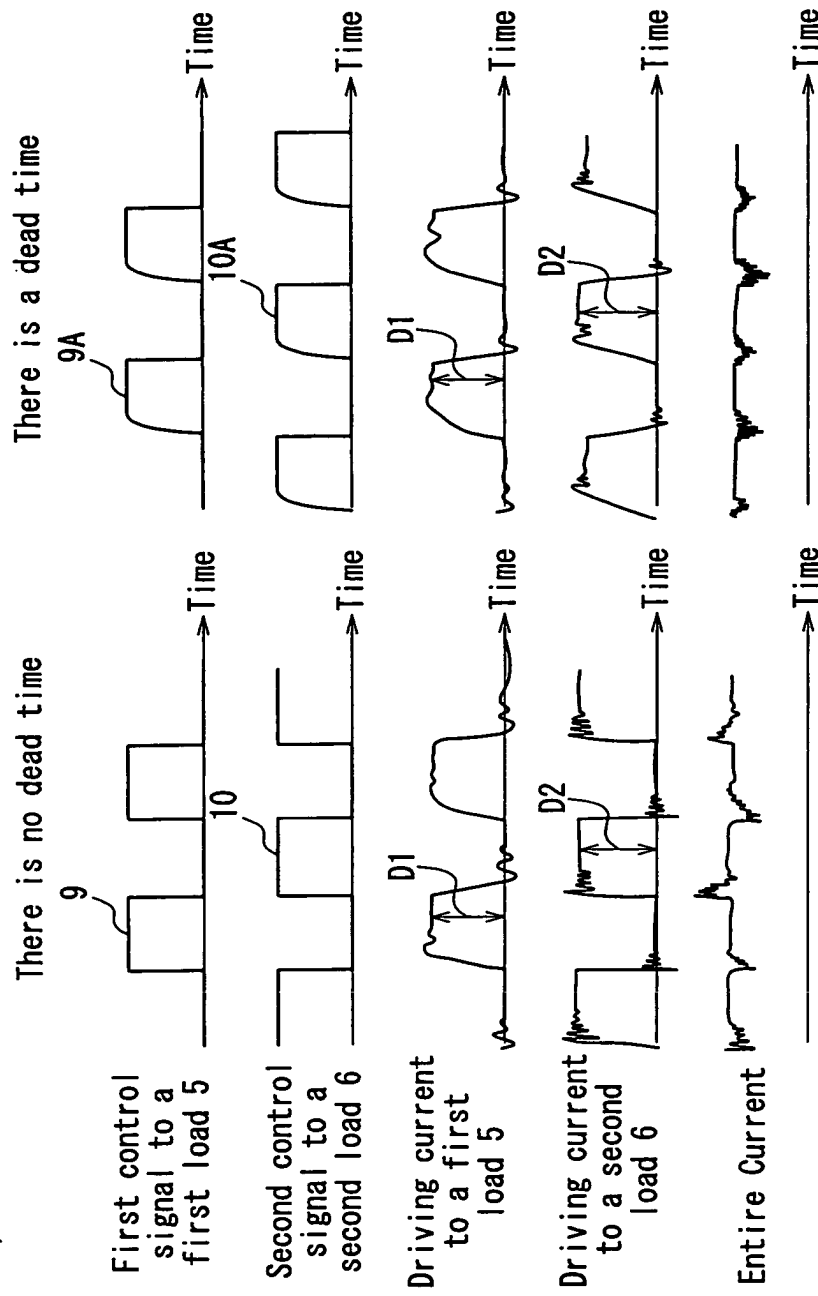 There is no dead time
There is a dead time
First control
signal to a
first load 5
9
Time
9A
Time
Second control
signal to a
second load 6
10
Time
10A
Time
Driving current
to a first
load 5
D1
Time
D1
Time
Driving current
to a second
load 6
D2
Time
D2
Time
Entire Current
Time
Time